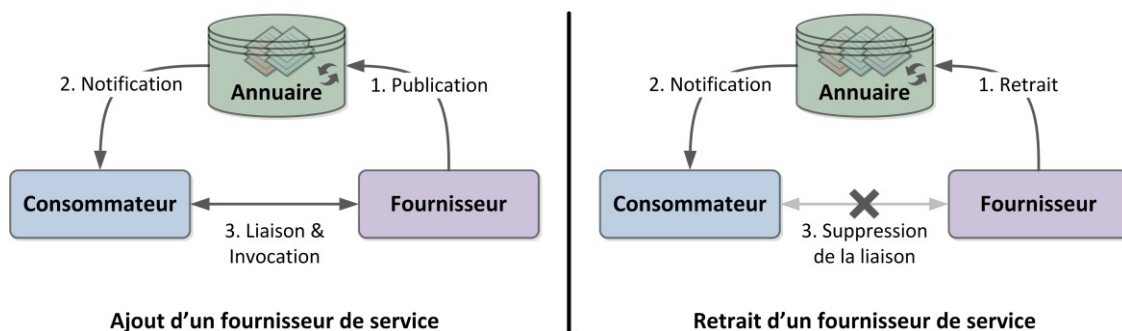 2. Notification
Annuaire
1. Publication
Consommateur
Fournisseur
3. Liaison &
Invocation
Ajout d’un fournisseur de service
2. Notification
Annuaire
1. Retrait
Consommateur
Fournisseur
3. Suppression
de la liaison
Retrait d’un fournisseur de service